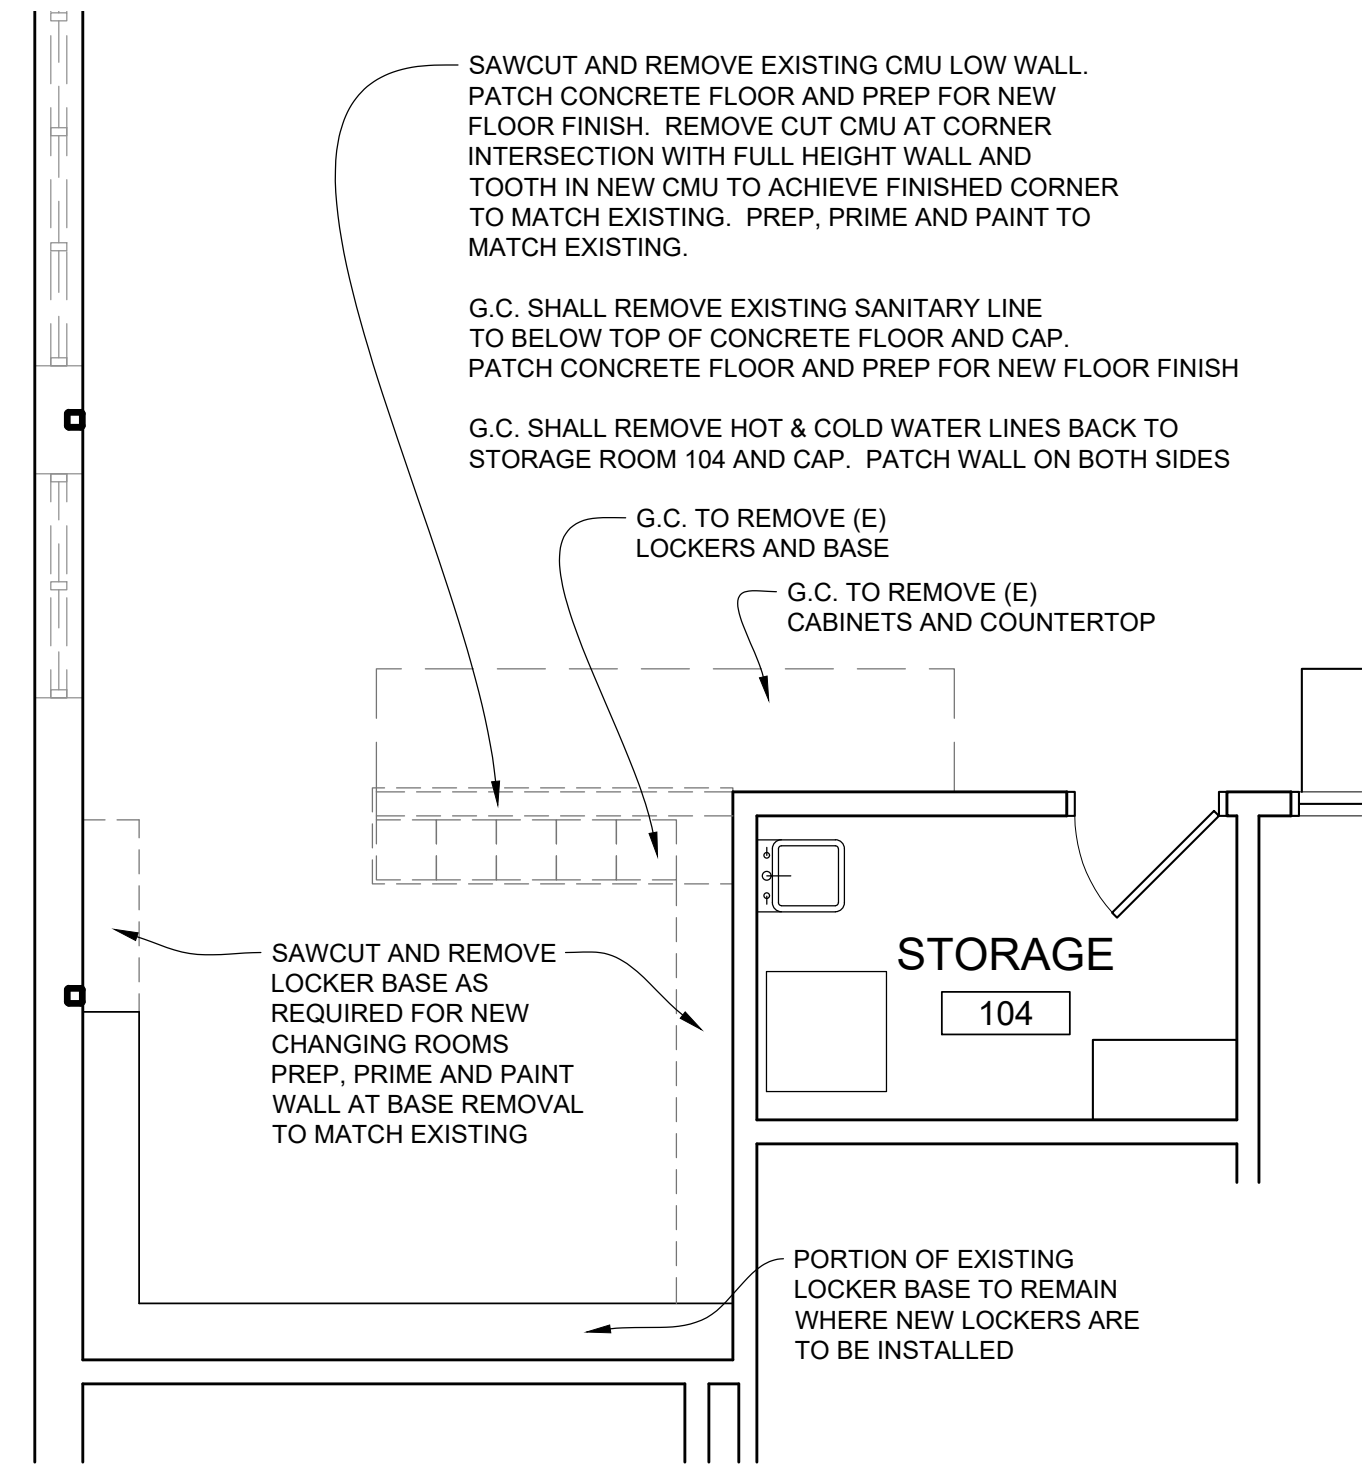 SAWCUT AND REMOVE EXISTING CMU LOW WALL.
PATCH CONCRETE FLOOR AND PREP FOR NEW
FLOOR FINISH. REMOVE CUT CMU AT CORNER
INTERSECTION WITH FULL HEIGHT WALL AND
TOOTH IN NEW CMU TO ACHIEVE FINISHED CORNER
TO MATCH EXISTING. PREP, PRIME AND PAINT TO
MATCH EXISTING.
G.C. SHALL REMOVE EXISTING SANITARY LINE
TO BELOW TOP OF CONCRETE FLOOR AND CAP.
PATCH CONCRETE FLOOR AND PREP FOR NEW FLOOR FINISH
G.C. SHALL REMOVE HOT & COLD WATER LINES BACK TO
STORAGE ROOM 104 AND CAP. PATCH WALL ON BOTH SIDES
G.C. TO REMOVE (E)
LOCKERS AND BASE
G.C. TO REMOVE (E)
CABINETS AND COUNTERTOP
SAWCUT AND REMOVE
LOCKER BASE AS
REQUIRED FOR NEW
CHANGING ROOMS
PREP, PRIME AND PAINT
WALL AT BASE REMOVAL
TO MATCH EXISTING
STORAGE
104
PORTION OF EXISTING
LOCKER BASE TO REMAIN
WHERE NEW LOCKERS ARE
TO BE INSTALLED